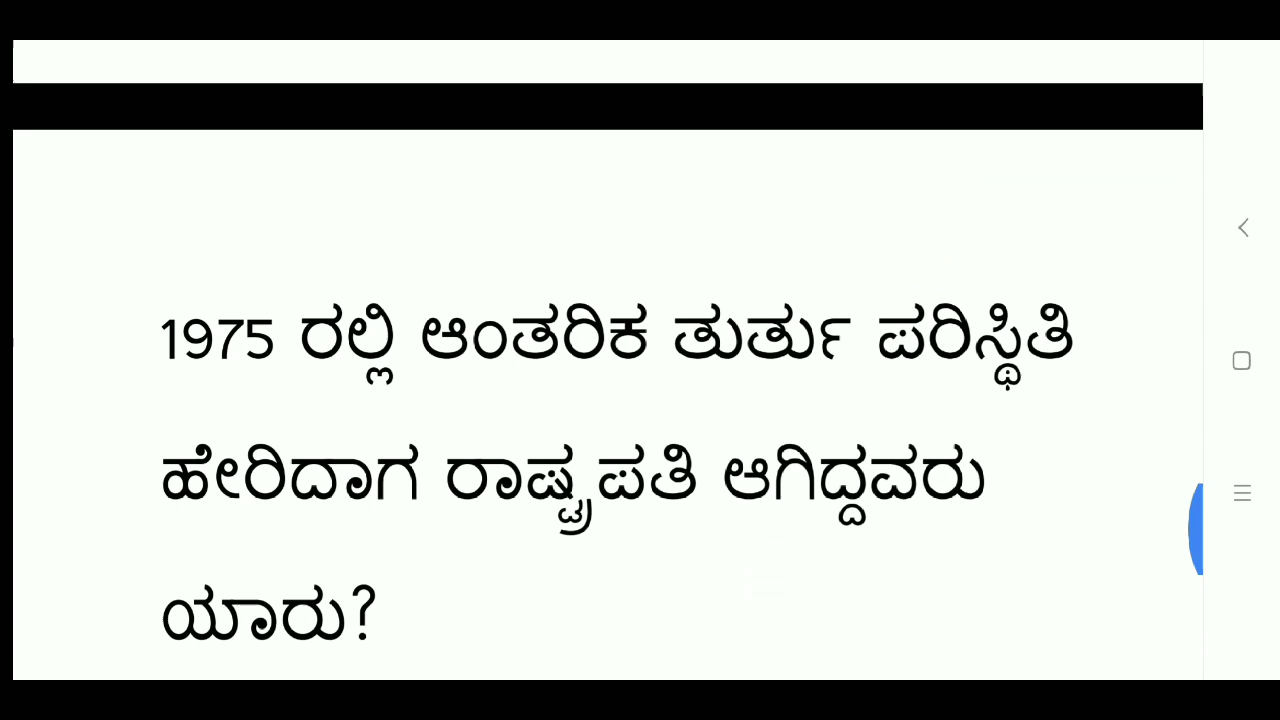 1975 ರಲ್ಲಿ ಆಂತರಿಕ ತುರ್ತು ಪರಿಸ್ಥಿತಿ
ಹೇರಿದಾಗ ರಾಷ್ಟ್ರಪತಿ ಆಗಿದ್ದವರು
ಯಾರು?